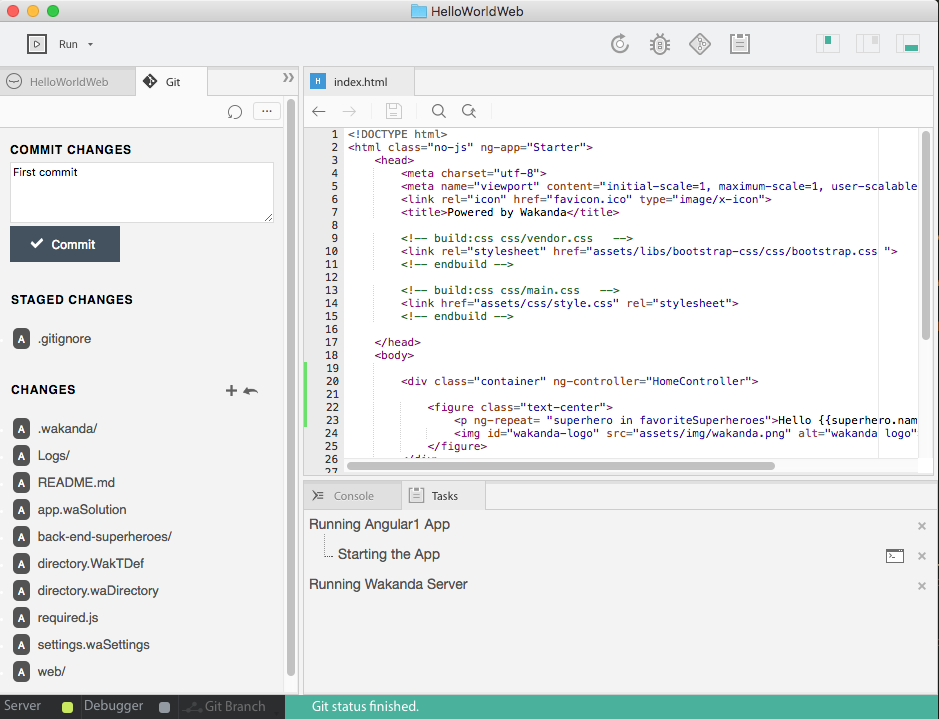 HelloWorldWeb
Run
HelloWorldWeb
Git
»
index.html
H
...
COMMIT CHANGES
First commit
Commit
STAGED CHANGES
A .gitignore
CHANGES
A .wakanda/
A Logs/
A README.md
A app.waSolution
A back-end-superheroes/
A directory.WakTDef
A directory.waDirectory
A required.js
A settings.waSettings
A web/
1 <!DOCTYPE html>
2 <html class="no-js" ng-app="Starter">
3 <head>
4 <meta charset="utf-8">
5 <meta name="viewport" content="initial-scale=1, maximum-scale=1, user-scalable
6 <link rel="icon" href="favicon.ico" type="image/x-icon">
7 <title>Powered by Wakanda</title>
8
9 <!-- build:css css/vendor.css -->
10 <link rel="stylesheet" href="assets/libs/bootstrap-css/css/bootstrap.css ">
11 <!-- endbuild -->
12
13 <!-- build:css css/main.css -->
14 <link href="assets/css/style.css" rel="stylesheet">
15 <!-- endbuild -->
16
17 </head>
18 <body>
19
20 <div class="container" ng-controller="HomeController">
21
22 <figure class="text-center">
23 <p ng-repeat= "superhero in favoriteSuperheroes">Hello {{superhero.nam
24 <img id="wakanda-logo" src="assets/img/wakanda.png" alt="wakanda logo"
25 </figure>
26 </div>
27
Console
Tasks
Running Angular1 App
Starting the App
Running Wakanda Server
Server
Debugger
Git Branch
Git status finished.